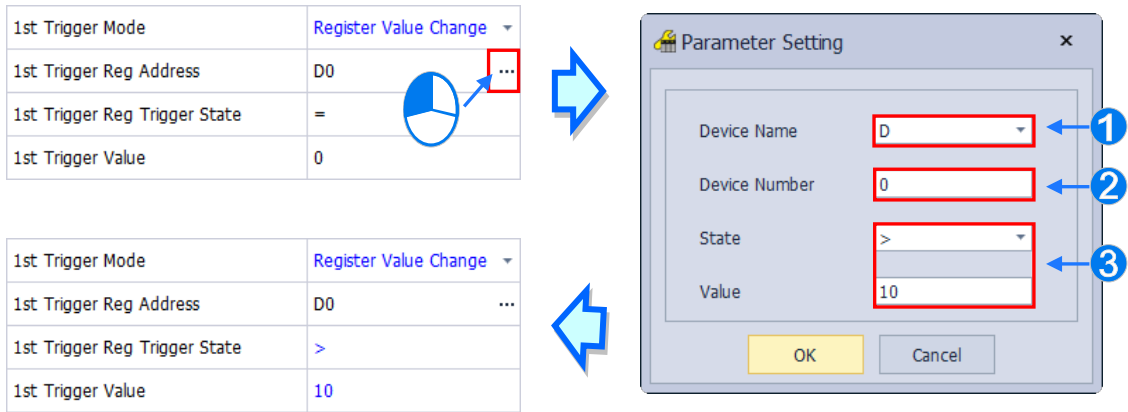 1st Trigger Mode Register Value Change
1st Trigger Reg Address D0 ...
1st Trigger Reg Trigger State =
1st Trigger Value 0
Parameter Setting ×
Device Name D 1
Device Number 0 2
State >
3
Value 10
OK Cancel
1st Trigger Mode Register Value Change
1st Trigger Reg Address D0 ...
1st Trigger Reg Trigger State >
1st Trigger Value 10